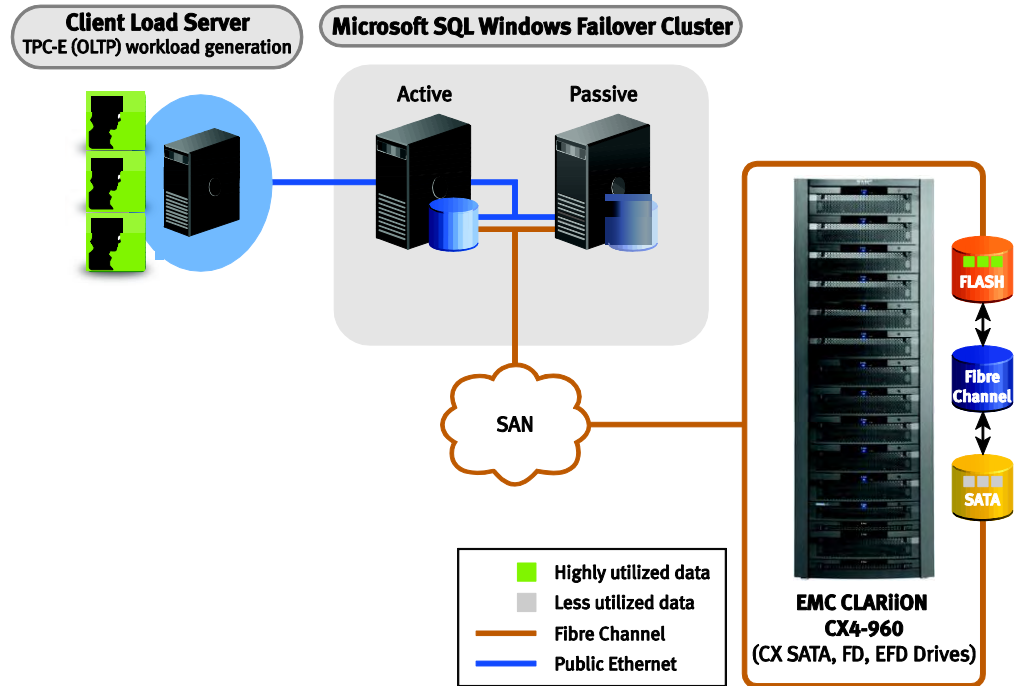 Client Load Server
TPC-E (OLTP) workload generation
Microsoft SQL Windows Failover Cluster
Active
Passive
SAN
FLASH
Fibre
Channel
SATA
EMC CLARiiON
CX4-960
(CX SATA, FD, EFD Drives)
Highly utilized data
Less utilized data
Fibre Channel
Public Ethernet